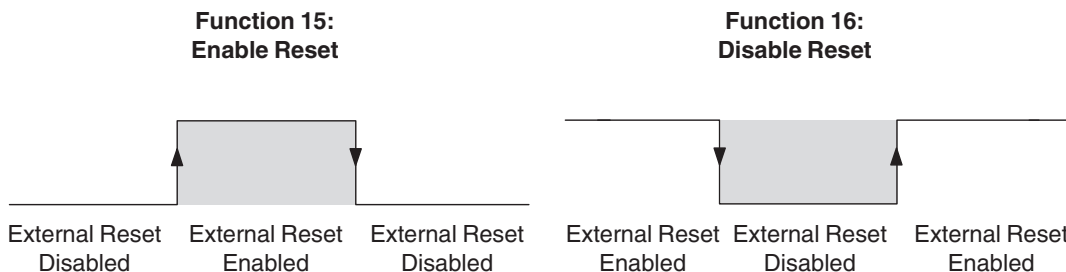 Function 15:
Enable Reset
Function 16:
Disable Reset
External Reset
Disabled
External Reset
Enabled
External Reset
Disabled
External Reset
Enabled
External Reset
Disabled
External Reset
Enabled